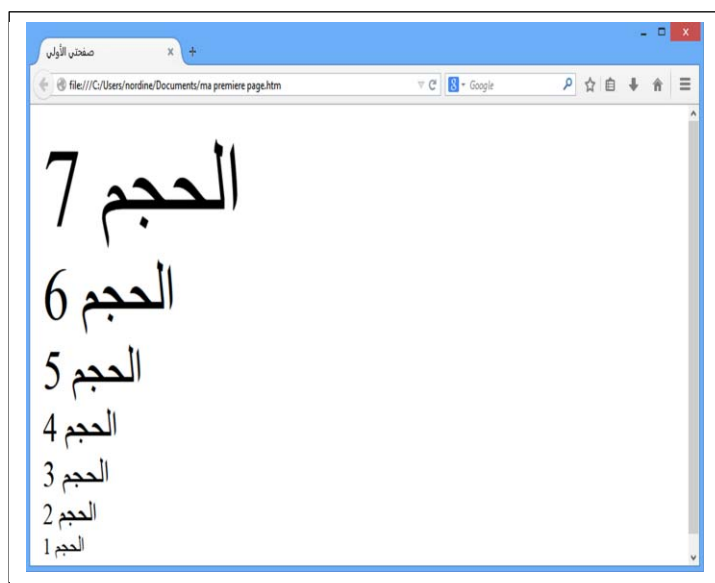 صفحتي الأولى
file:///C:/Users/nordine/Documents/ma premiere page.htm
Google
الحجم 7
الحجم 6
الحجم 5
الحجم 4
الحجم 3
الحجم 2
الحجم 1